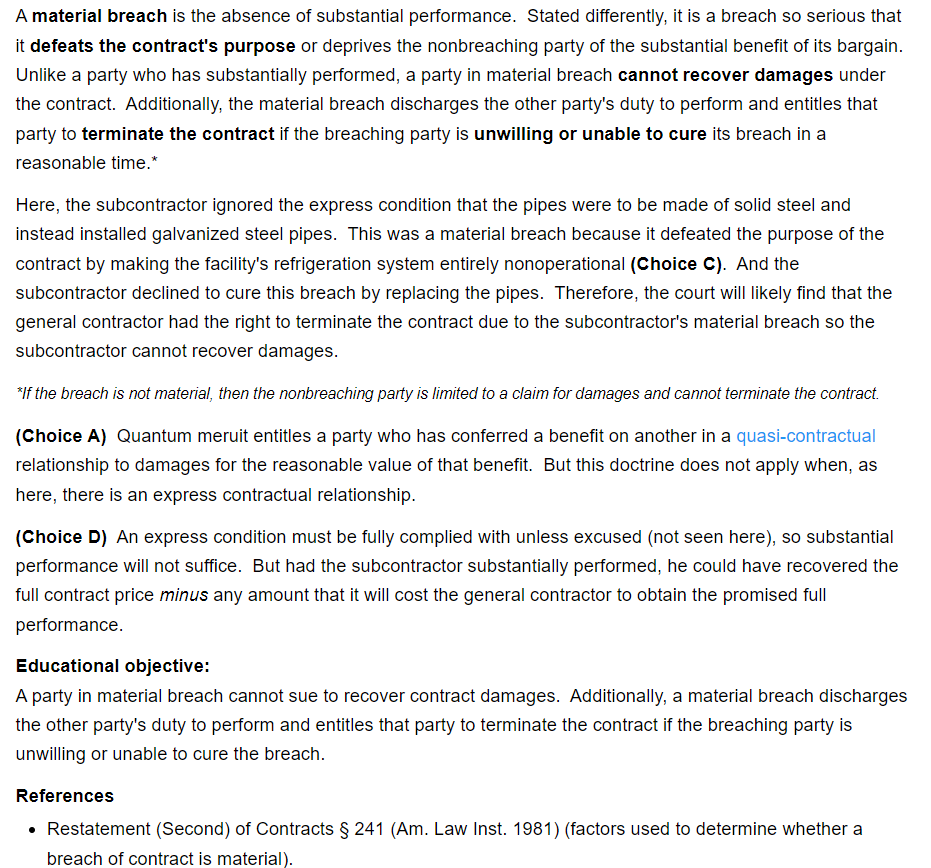 A material breach is the absence of substantial performance.  Stated differently, it is a breach so serious that
it defeats the contract's purpose or deprives the nonbreaching party of the substantial benefit of its bargain.
Unlike a party who has substantially performed, a party in material breach cannot recover damages under
the contract.  Additionally, the material breach discharges the other party's duty to perform and entitles that
party to terminate the contract if the breaching party is unwilling or unable to cure its breach in a
reasonable time.*
Here, the subcontractor ignored the express condition that the pipes were to be made of solid steel and
instead installed galvanized steel pipes.  This was a material breach because it defeated the purpose of the
contract by making the facility's refrigeration system entirely nonoperational (Choice C).  And the
subcontractor declined to cure this breach by replacing the pipes.  Therefore, the court will likely find that the
general contractor had the right to terminate the contract due to the subcontractor's material breach so the
subcontractor cannot recover damages.
*If the breach is not material, then the nonbreaching party is limited to a claim for damages and cannot terminate the contract.
(Choice A)  Quantum meruit entitles a party who has conferred a benefit on another in a quasi-contractual
relationship to damages for the reasonable value of that benefit.  But this doctrine does not apply when, as
here, there is an express contractual relationship.
(Choice D)  An express condition must be fully complied with unless excused (not seen here), so substantial
performance will not suffice.  But had the subcontractor substantially performed, he could have recovered the
full contract price minus any amount that it will cost the general contractor to obtain the promised full
performance.
Educational objective:
A party in material breach cannot sue to recover contract damages.  Additionally, a material breach discharges
the other party's duty to perform and entitles that party to terminate the contract if the breaching party is
unwilling or unable to cure the breach.
References
• Restatement (Second) of Contracts § 241 (Am. Law Inst. 1981) (factors used to determine whether a
breach of contract is material).